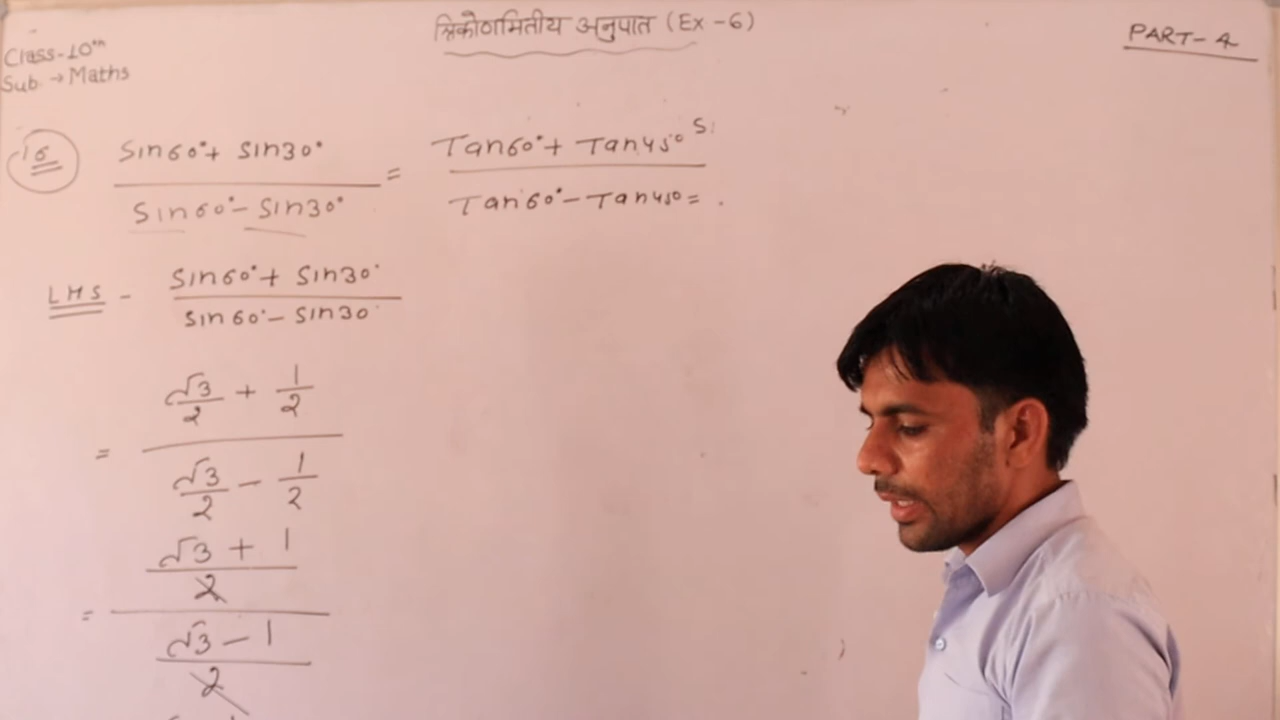 त्रिकोणमितीय अनुपात (Ex-6)
PART-4
Class-10th
Sub → Maths
16
Sin60°+ Sin30° = Tan60°+ Tan45°
Sin60°- Sin30° Tan60°- Tan45° =
LHS - Sin60°+ Sin30°
Sin60°- Sin30
√3/2 + 1/2
=
√3/2 - 1/2
√3 + 1
2
=
√3 - 1
2